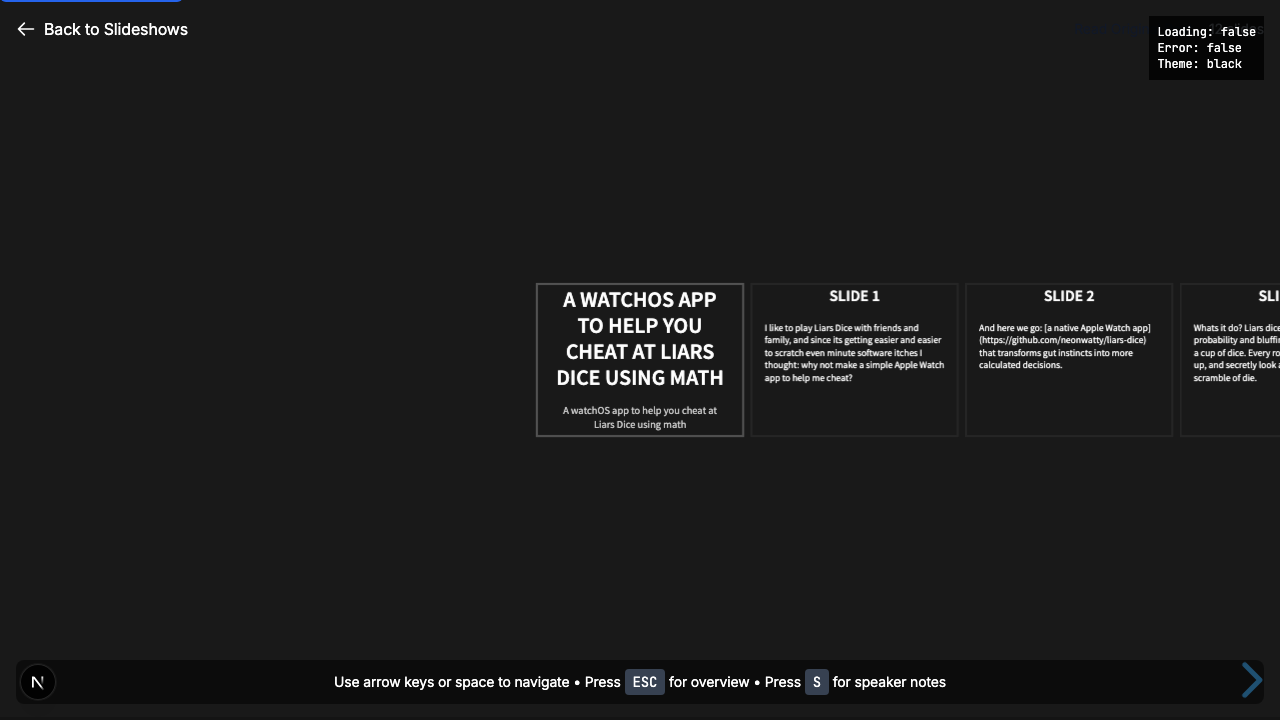 Back to Slideshows
Loading: false
Error: false
Theme: black
A WATCHOS APP
TO HELP YOU
CHEAT AT LIARS
DICE USING MATH
A watchOS app to help you cheat at
Liars Dice using math
SLIDE 1
I like to play Liars Dice with friends and
family, and since its getting easier and easier
to scratch even minute software itches I
thought: why not make a simple Apple Watch
app to help me cheat?
SLIDE 2
And here we go: [a native Apple Watch app]
(https://github.com/neonwatty/liars-dice)
that transforms gut instincts into more
calculated decisions.
SLI
Whats it do? Liars dice
probability and bluffin
a cup of dice. Every ro
up, and secretly look a
scramble of die.
N
Use arrow keys or space to navigate • Press ESC for overview • Press S for speaker notes